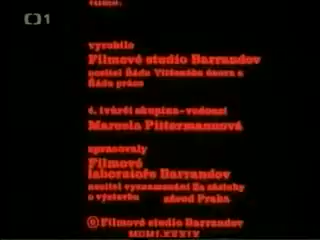 1
vyrobilo
Filmové studio Barrandov
nositel Řádu Vítězného února a
Řádu práce
4. tvůrčí skupina - vedoucí
Marcela Pittermannová
zpracovaly
Filmové
laboratoře Barrandov
nositel vyznamenání Za zásluhy
o výstavbu závod Praha
© Filmové studio Barrandov